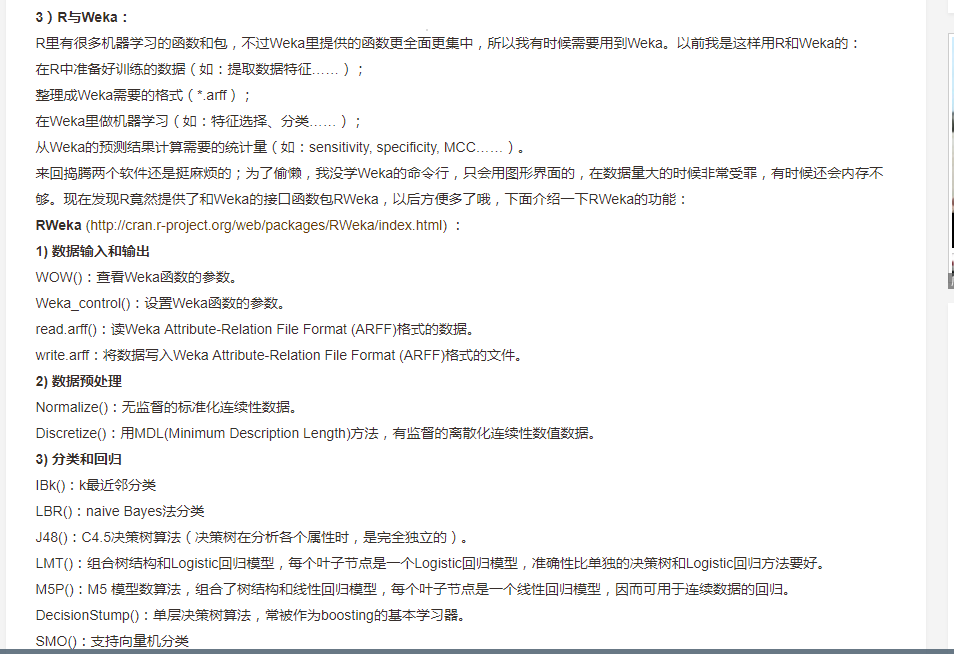 3）R与Weka：
R里有很多机器学习的函数和包，不过Weka里提供的函数更全面更集中，所以我有时候需要用到Weka。以前我是这样用R和Weka的：
在R中准备好训练的数据（如：提取数据特征……）；
整理成Weka需要的格式（*.arff）；
在Weka里做机器学习（如：特征选择、分类……）；
从Weka的预测结果计算需要的统计量（如：sensitivity, specificity, MCC……）。
来回捣腾两个软件还是挺麻烦的；为了偷懒，我没学Weka的命令行，只会用图形界面的，在数据量大的时候非常受罪，有时候还会内存不
够。现在发现R竟然提供了和Weka的接口函数包RWeka，以后方便多了哦，下面介绍一下RWeka的功能：
RWeka (http://cran.r-project.org/web/packages/RWeka/index.html) ：
1) 数据输入和输出
WOW()：查看Weka函数的参数。
Weka_control()：设置Weka函数的参数。
read.arff()：读Weka Attribute-Relation File Format (ARFF)格式的数据。
write.arff：将数据写入Weka Attribute-Relation File Format (ARFF)格式的文件。
2) 数据预处理
Normalize()：无监督的标准化连续性数据。
Discretize()：用MDL(Minimum Description Length)方法，有监督的离散化连续性数值数据。
3) 分类和回归
IBk()：k最近邻分类
LBR()：naive Bayes法分类
J48()：C4.5决策树算法（决策树在分析各个属性时，是完全独立的）。
LMT()：组合树结构和Logistic回归模型，每个叶子节点是一个Logistic回归模型，准确性比单独的决策树和Logistic回归方法要好。
M5P()：M5 模型数算法，组合了树结构和线性回归模型，每个叶子节点是一个线性回归模型，因而可用于连续数据的回归。
DecisionStump()：单层决策树算法，常被作为boosting的基本学习器。
SMO()：支持向量机分类